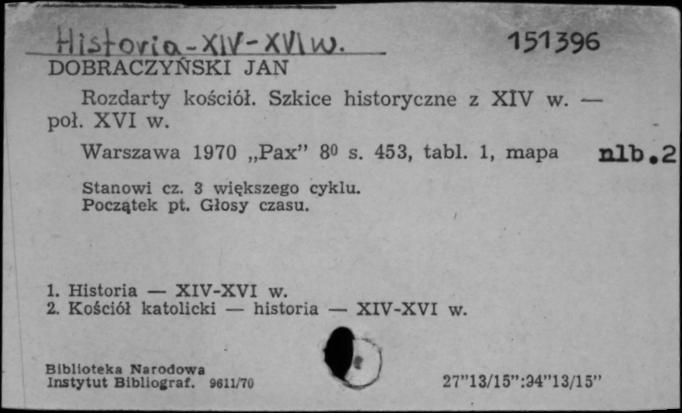 Historia-XIV-XVI w. 151396
DOBRACZYŃSKI JAN
Rozdarty kościół. Szkice historyczne z XIV w. —
poł. XVI w.
Warszawa 1970 „Pax” 8⁰ s. 453, tabl. 1, mapa nlb.2
Stanowi cz. 3 większego cyklu.
Początek pt. Głosy czasu.
1. Historia — XIV-XVI w.
2. Kościół katolicki — historia — XIV-XVI w.
Biblioteka Narodowa
Instytut Bibliograf. 9611/70 27”13/15”:94”13/15”